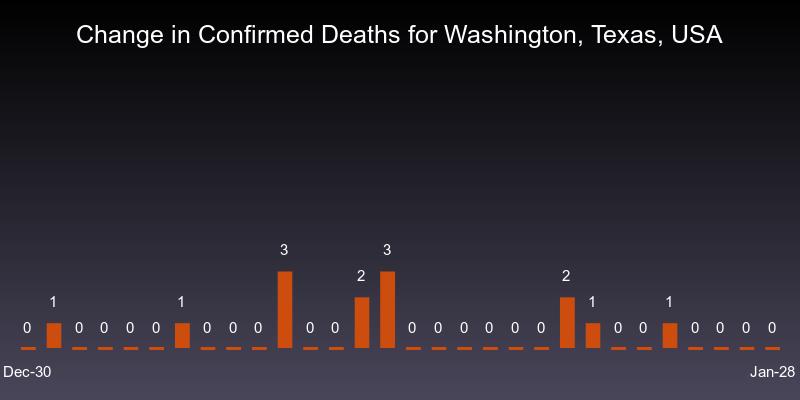 Change in Confirmed Deaths for Washington, Texas, USA
0 1 0 0 0 0 1 0 0 0 3 0 0 2 3 0 0 0 0 0 0 2 1 0 0 1 0 0 0 0
Dec-30 Jan-28